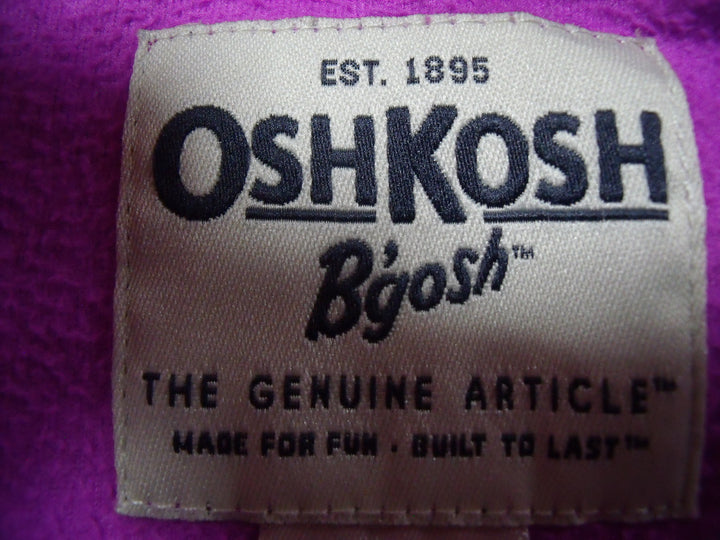 EST. 1895
OSHKOSH
B'gosh™
THE GENUINE ARTICLE™
MADE FOR FUN · BUILT TO LAST™